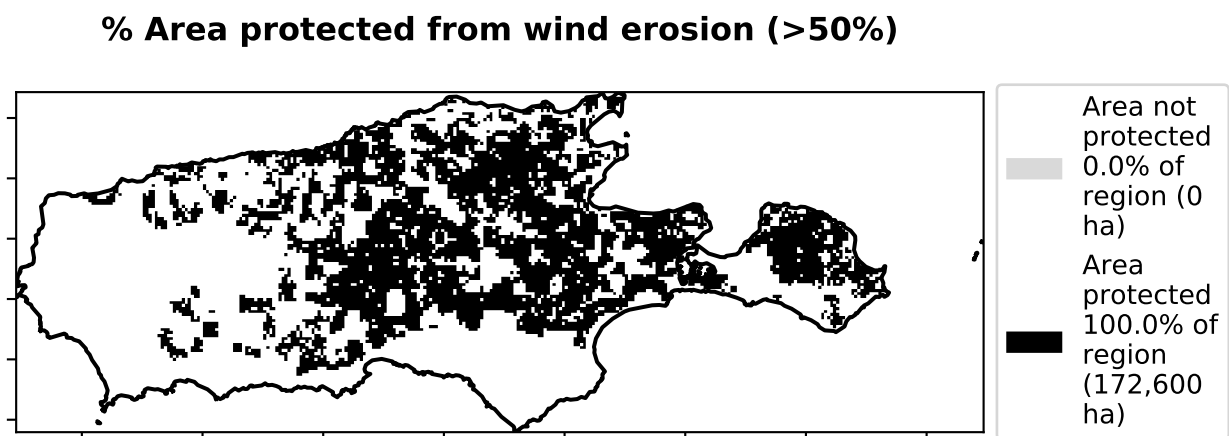 % Area protected from wind erosion (>50%)
Area not
protected
0.0% of
region (0
ha)
Area
protected
100.0% of
region
(172,600
ha)